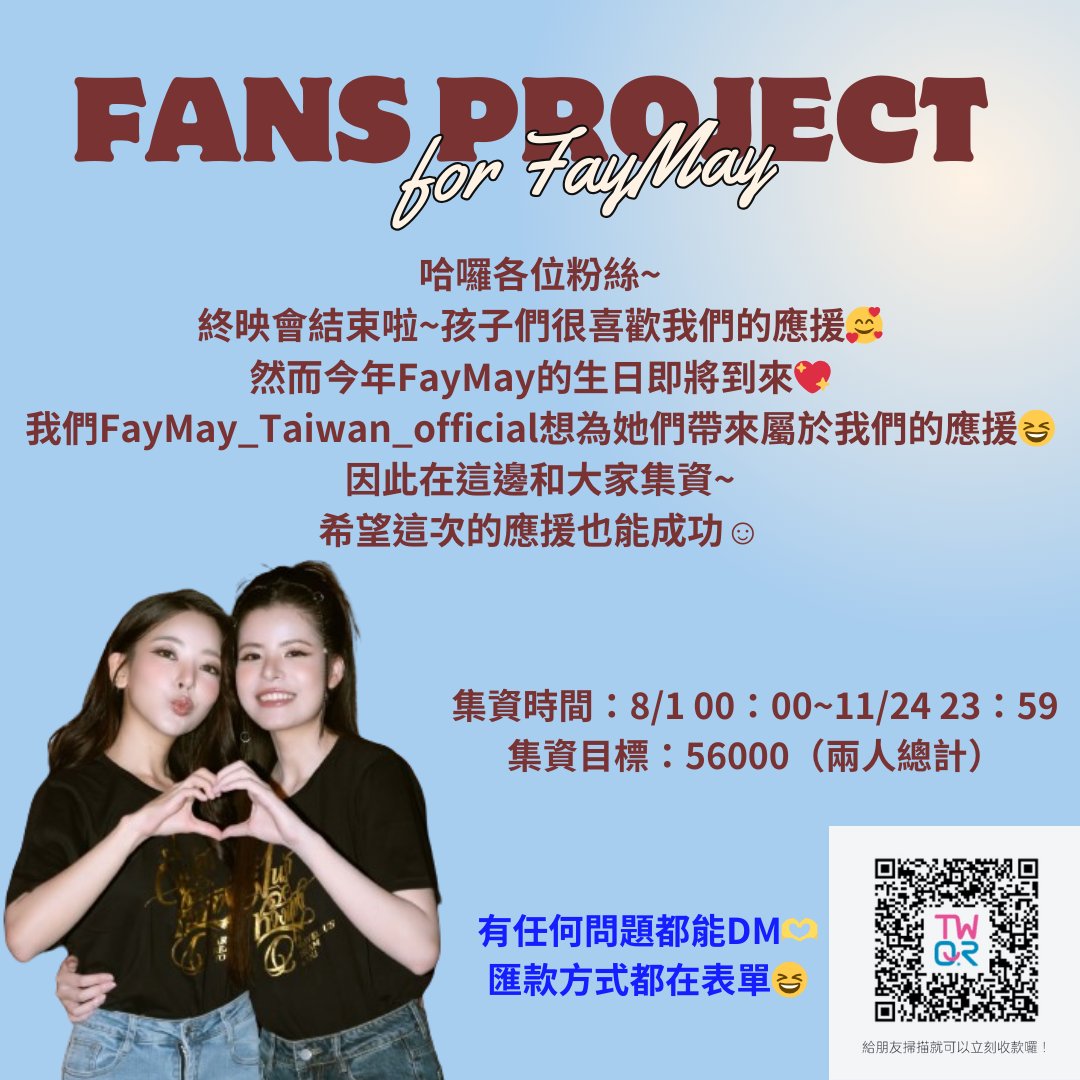 FANS PROJECT
for FayMay
哈囉各位粉絲~
終映會結束啦~孩子們很喜歡我們的應援🥰
然而今年FayMay的生日即將到來💖
我們FayMay_Taiwan_official想為她們帶來屬於我們的應援😆
因此在這邊和大家集資~
希望這次的應援也能成功☺
集資時間：8/1 00：00~11/24 23：59
集資目標：56000（兩人總計）
有任何問題都能DM🫶
匯款方式都在表單😆
TW
QR
給朋友掃描就可以立刻收款囉！